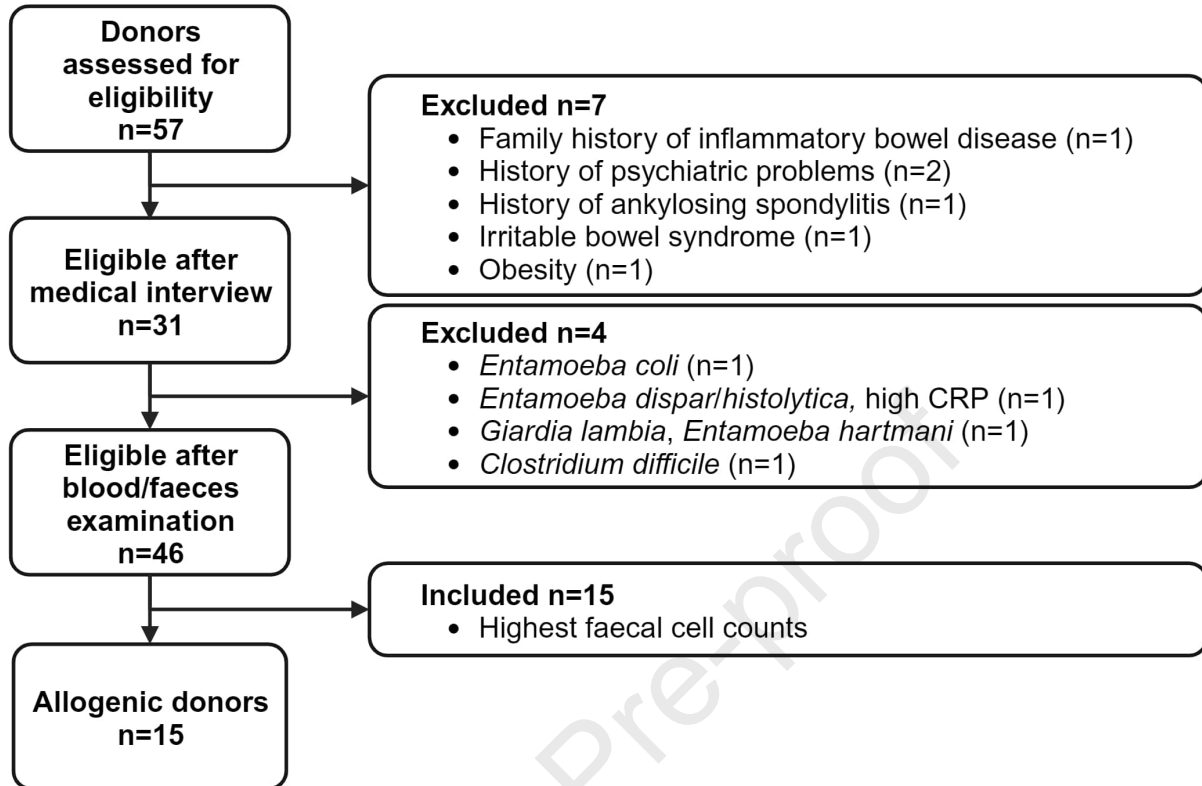 Donors
assessed for
eligibility
n=57
Excluded n=7
• Family history of inflammatory bowel disease (n=1)
• History of psychiatric problems (n=2)
• History of ankylosing spondylitis (n=1)
• Irritable bowel syndrome (n=1)
• Obesity (n=1)
Eligible after
medical interview
n=31
Excluded n=4
• Entamoeba coli (n=1)
• Entamoeba dispar/histolytica, high CRP (n=1)
• Giardia lambia, Entamoeba hartmani (n=1)
• Clostridium difficile (n=1)
Eligible after
blood/faeces
examination
n=46
Included n=15
• Highest faecal cell counts
Allogenic donors
n=15
Pre-proof